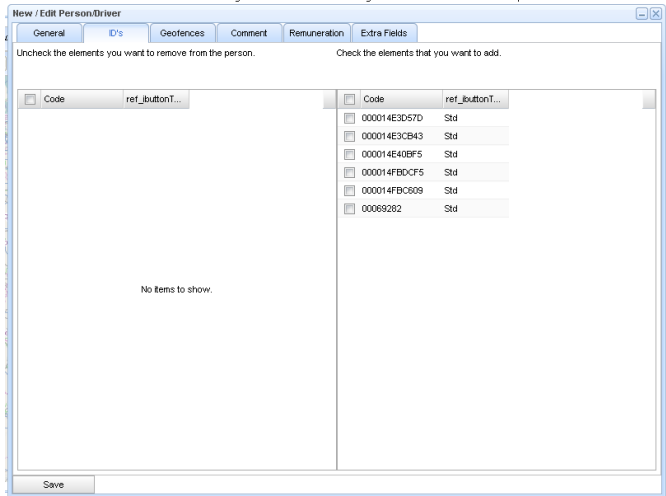 New / Edit Person/Driver
General ID's Geofences Comment Remuneration Extra Fields
Uncheck the elements you want to remove from the person. Check the elements that you want to add.
Code ref_ibuttonT... Code ref_ibuttonT...
000014E3D57D Std
000014E3CB43 Std
000014E40BF5 Std
000014FBDCF5 Std
000014FBC609 Std
00069282 Std
No items to show.
Save